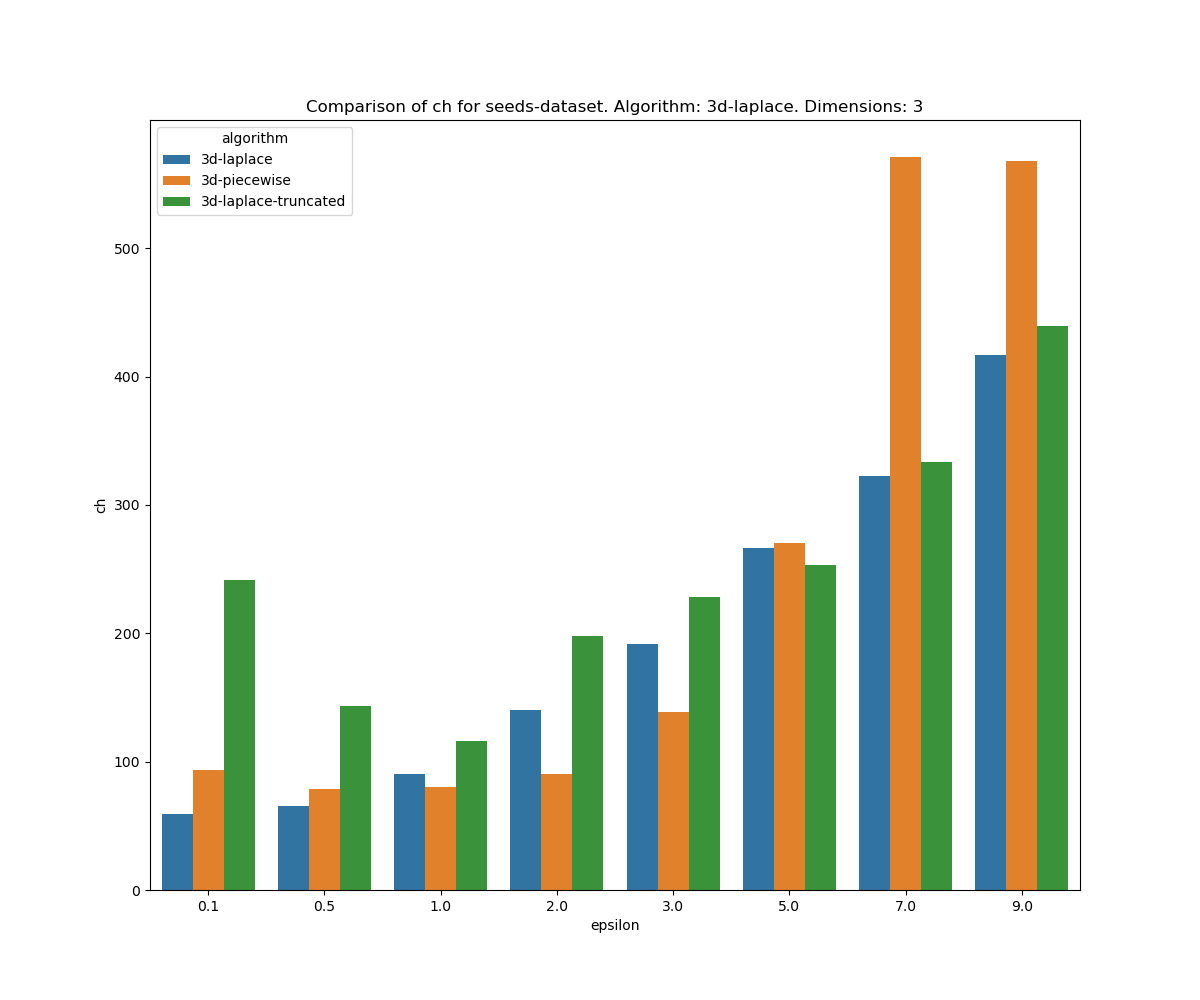 Comparison of ch for seeds-dataset. Algorithm: 3d-laplace. Dimensions: 3
algorithm
3d-laplace
3d-piecewise
3d-laplace-truncated
500
400
300
200
100
0
ch
0.1 0.5 1.0 2.0 3.0 5.0 7.0 9.0
epsilon